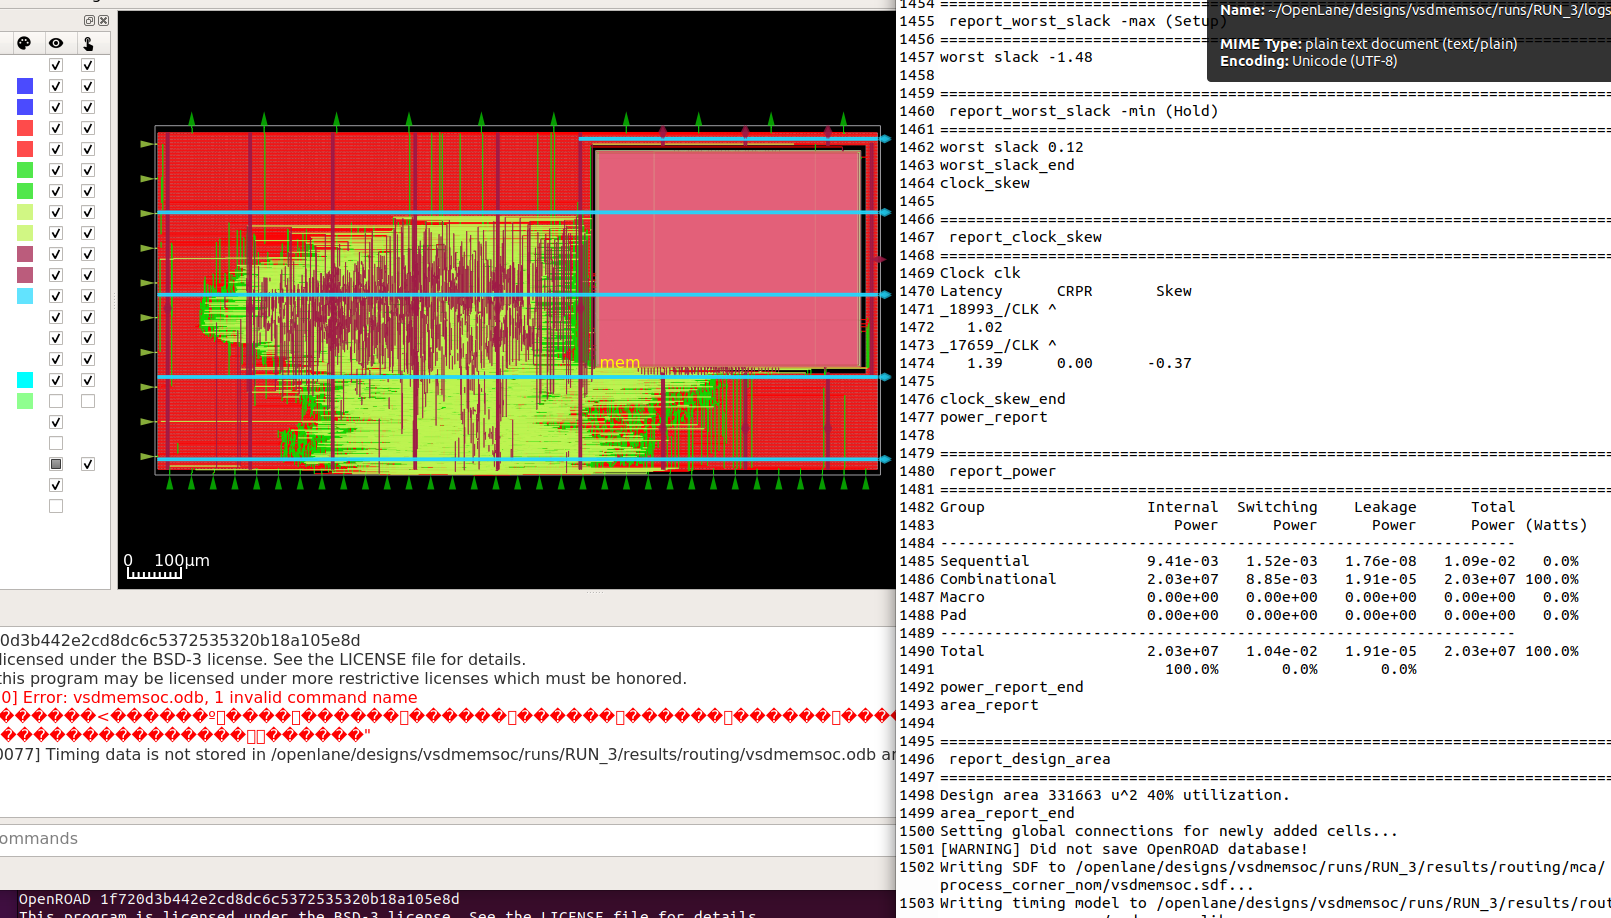 0 100µm
mem
0d3b442e2cd8dc6c5372535320b18a105e8d
licensed under the BSD-3 license. See the LICENSE file for details.
this program may be licensed under more restrictive licenses which must be honored.
0] Error: vsdmemsoc.odb, 1 invalid command name
0077] Timing data is not stored in /openlane/designs/vsdmemsoc/runs/RUN_3/results/routing/vsdmemsoc.odb an
ommands
OpenROAD 1f720d3b442e2cd8dc6c5372535320b18a105e8d
This program is licensed under the BSD-3 license. See the LICENSE file for details.
Name: ~/OpenLane/designs/vsdmemsoc/runs/RUN_3/logs
MIME Type: plain text document (text/plain)
Encoding: Unicode (UTF-8)
1454 ===========================================================================
1455 report_worst_slack -max (Setup)
1456 ===========================================================================
1457 worst slack -1.48
1458
1459 ===========================================================================
1460 report_worst_slack -min (Hold)
1461 ===========================================================================
1462 worst slack 0.12
1463 worst_slack_end
1464 clock_skew
1465
1466 ===========================================================================
1467 report_clock_skew
1468 ===========================================================================
1469 Clock clk
1470 Latency CRPR Skew
1471 _18993_/CLK ^
1472 1.02
1473 _17659_/CLK ^
1474 1.39 0.00 -0.37
1475
1476 clock_skew_end
1477 power_report
1478
1479 ===========================================================================
1480 report_power
1481 ===========================================================================
1482 Group Internal Switching Leakage Total
1483 Power Power Power Power (Watts)
1484 ----------------------------------------------------------------
1485 Sequential 9.41e-03 1.52e-03 1.76e-08 1.09e-02 0.0%
1486 Combinational 2.03e+07 8.85e-03 1.91e-05 2.03e+07 100.0%
1487 Macro 0.00e+00 0.00e+00 0.00e+00 0.00e+00 0.0%
1488 Pad 0.00e+00 0.00e+00 0.00e+00 0.00e+00 0.0%
1489 ----------------------------------------------------------------
1490 Total 2.03e+07 1.04e-02 1.91e-05 2.03e+07 100.0%
1491 100.0% 0.0% 0.0%
1492 power_report_end
1493 area_report
1494
1495 ===========================================================================
1496 report_design_area
1497 ===========================================================================
1498 Design area 331663 u^2 40% utilization.
1499 area_report_end
1500 Setting global connections for newly added cells...
1501 [WARNING] Did not save OpenROAD database!
1502 Writing SDF to /openlane/designs/vsdmemsoc/runs/RUN_3/results/routing/mca/
process_corner_nom/vsdmemsoc.sdf...
1503 Writing timing model to /openlane/designs/vsdmemsoc/runs/RUN_3/results/rout